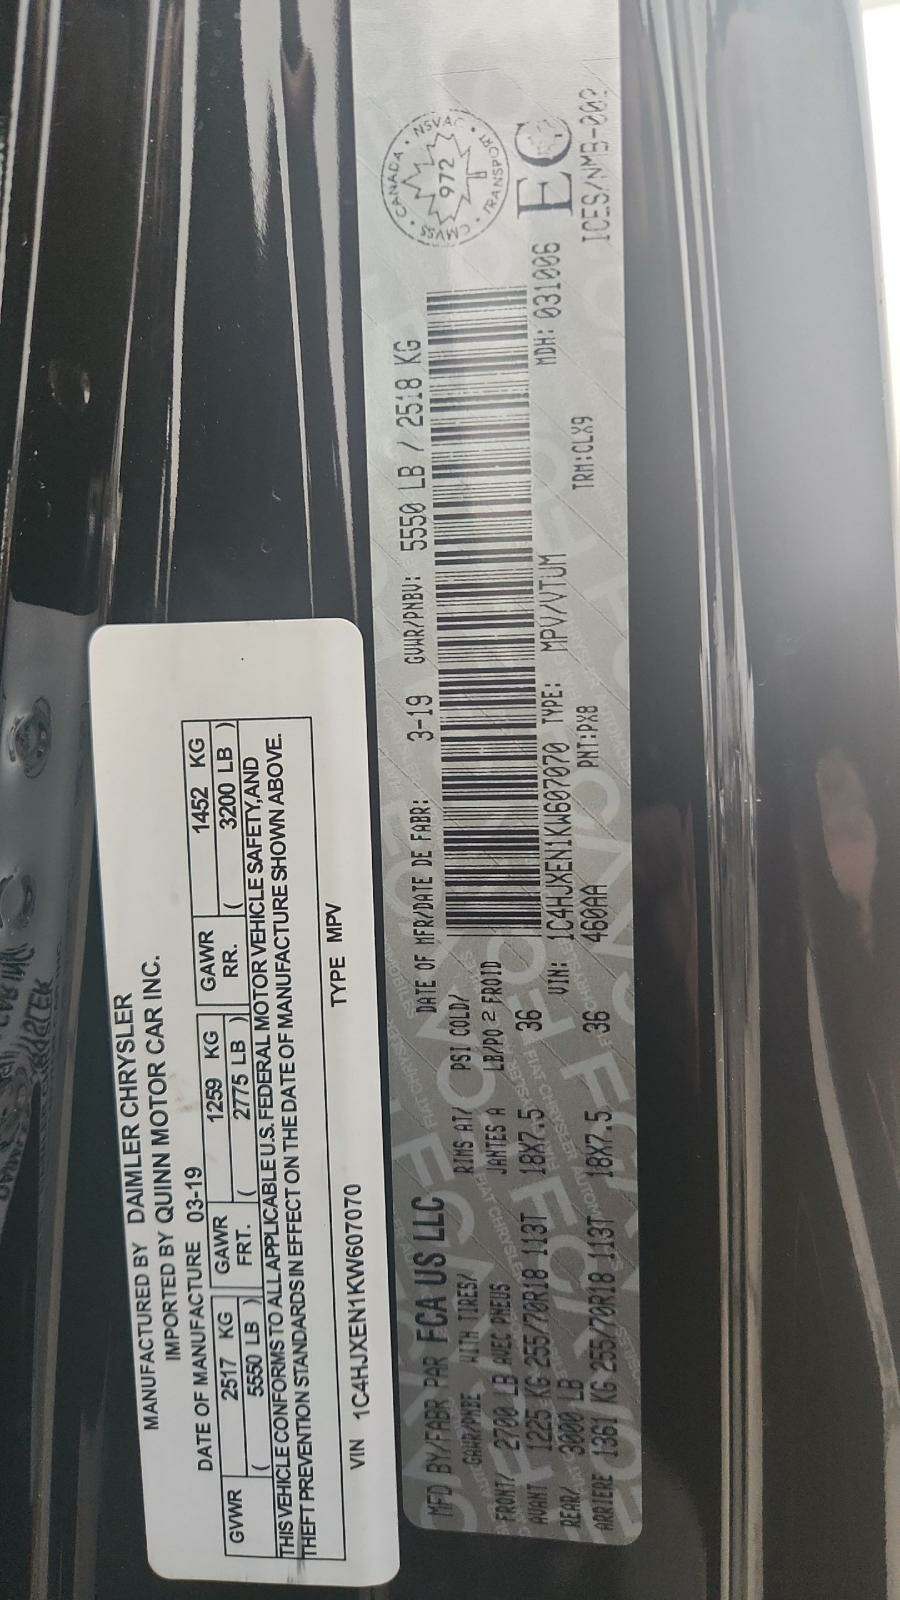 MANUFACTURED BY DAIMLER CHRYSLER
IMPORTED BY QUINN MOTOR CAR INC.
DATE OF MANUFACTURE 03-19
GVWR 2517 KG GAWR 1259 KG GAWR 1452 KG
( 5550 LB ) FRT. ( 2775 LB ) RR. ( 3200 LB )
THIS VEHICLE CONFORMS TO ALL APPLICABLE U.S. FEDERAL MOTOR VEHICLE SAFETY, AND
THEFT PREVENTION STANDARDS IN EFFECT ON THE DATE OF MANUFACTURE SHOWN ABOVE.
VIN 1C4HJXEN1KW607070 TYPE MPV
MFD BY/FABR PAR FCA US LLC DATE OF MFR/DATE DE FABR: 3-19 GVWR/PNBV: 5550 LB / 2518 KG
GAWR/PNBE WITH TIRES/ RIMS AT/ PSI COLD/
FRONT/ 2700 LB AVEC PNEUS JANTES A LB/PO 2 FROID
AVANT 1225 KG 255/70R18 113T 18X7.5 36
REAR/ 3000 LB VIN: 1C4HJXEN1KW607070 TYPE: MPV/VTUM MDH: 031006
ARRIERE 1361 KG 255/70R18 113T 18X7.5 36 460AA PNT:PX8 TRM:CLX9
CANADA • NSVAC • TRANSPORT • CMVSS
972
EC